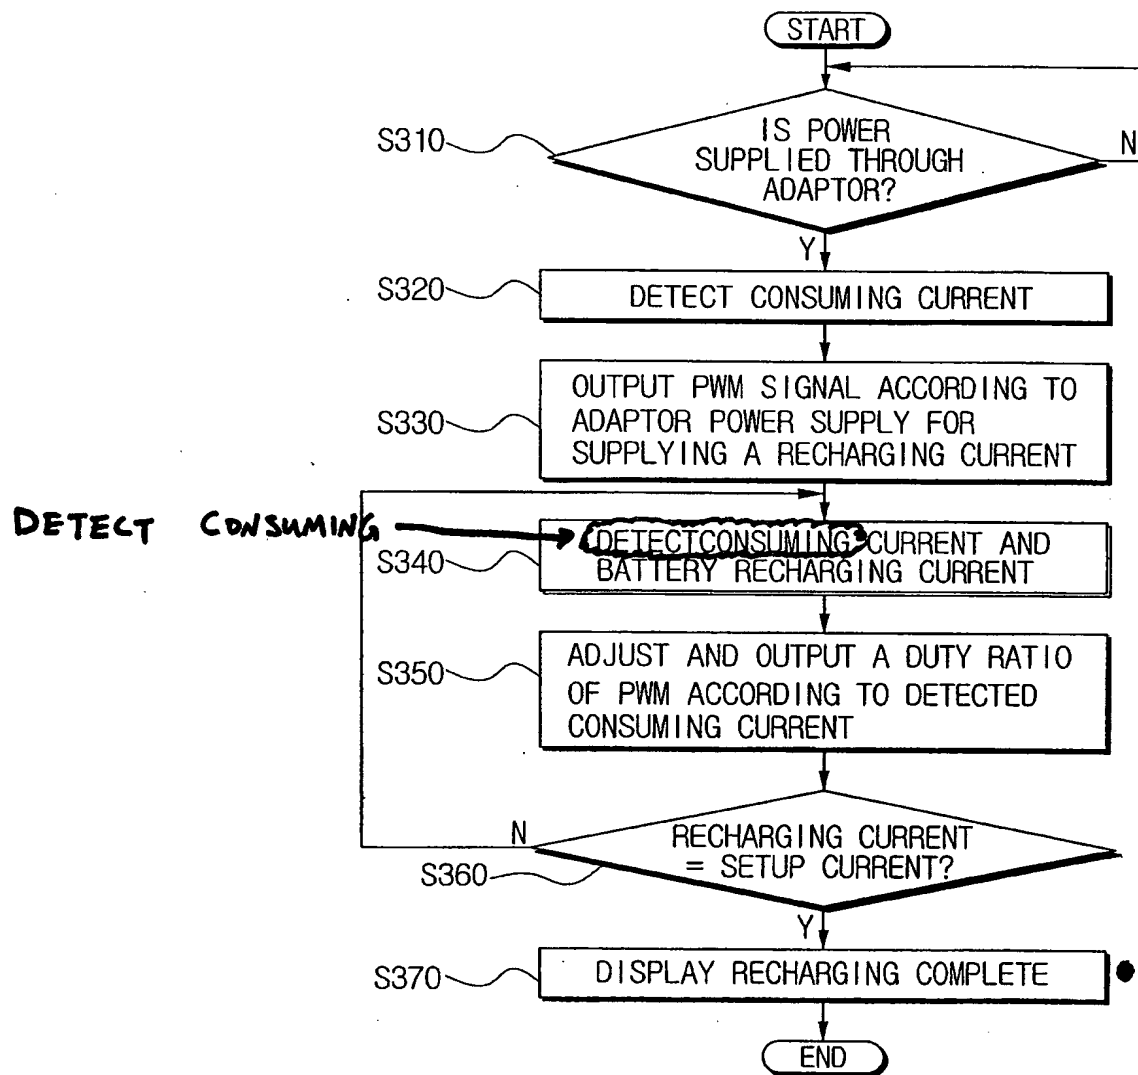 START
S310
IS POWER
SUPPLIED THROUGH
ADAPTOR?
N
Y
S320
DETECT CONSUMING CURRENT
S330
OUTPUT PWM SIGNAL ACCORDING TO
ADAPTOR POWER SUPPLY FOR
SUPPLYING A RECHARGING CURRENT
DETECT CONSUMING
S340
DETECTCONSUMING CURRENT AND
BATTERY RECHARGING CURRENT
S350
ADJUST AND OUTPUT A DUTY RATIO
OF PWM ACCORDING TO DETECTED
CONSUMING CURRENT
N
S360
RECHARGING CURRENT
= SETUP CURRENT?
Y
S370
DISPLAY RECHARGING COMPLETE
END